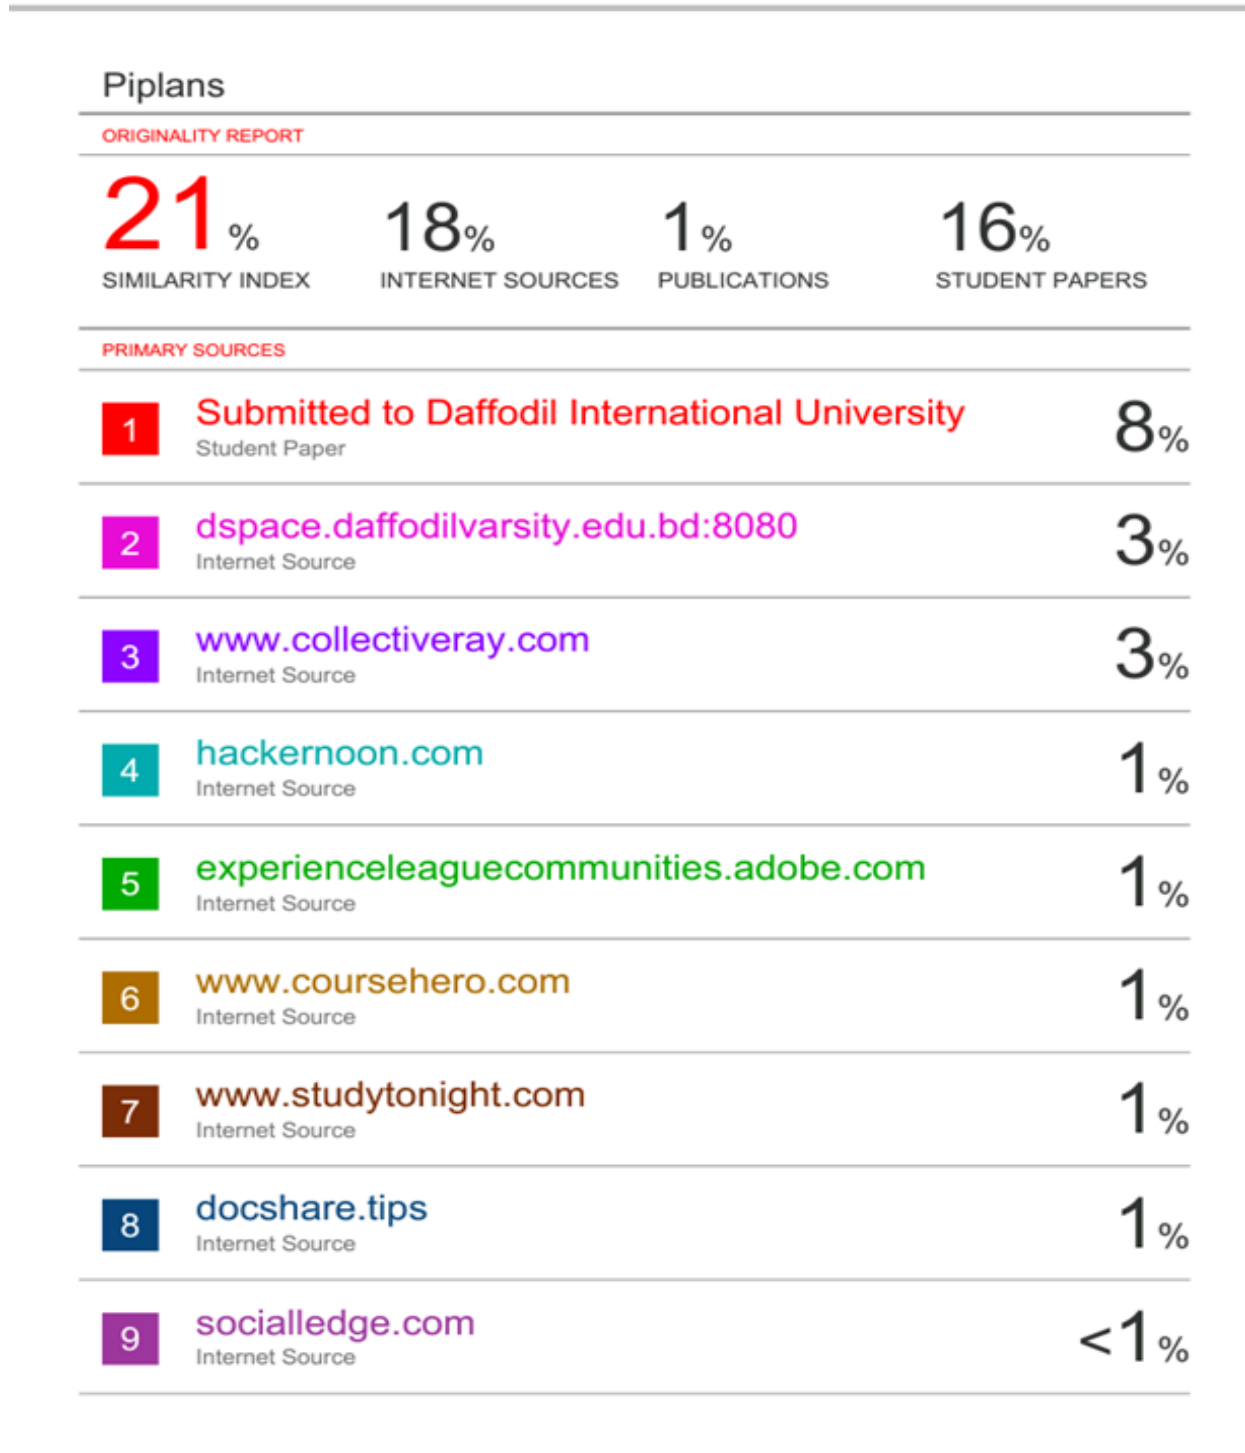 Piplans
ORIGINALITY REPORT
21% 18% 1% 16%
SIMILARITY INDEX INTERNET SOURCES PUBLICATIONS STUDENT PAPERS
PRIMARY SOURCES
1 Submitted to Daffodil International University 8%
Student Paper
2 dspace.daffodilvarsity.edu.bd:8080 3%
Internet Source
3 www.collectiveray.com 3%
Internet Source
4 hackernoon.com 1%
Internet Source
5 experienceleaguecommunities.adobe.com 1%
Internet Source
6 www.coursehero.com 1%
Internet Source
7 www.studytonight.com 1%
Internet Source
8 docshare.tips 1%
Internet Source
9 socialledge.com <1%
Internet Source